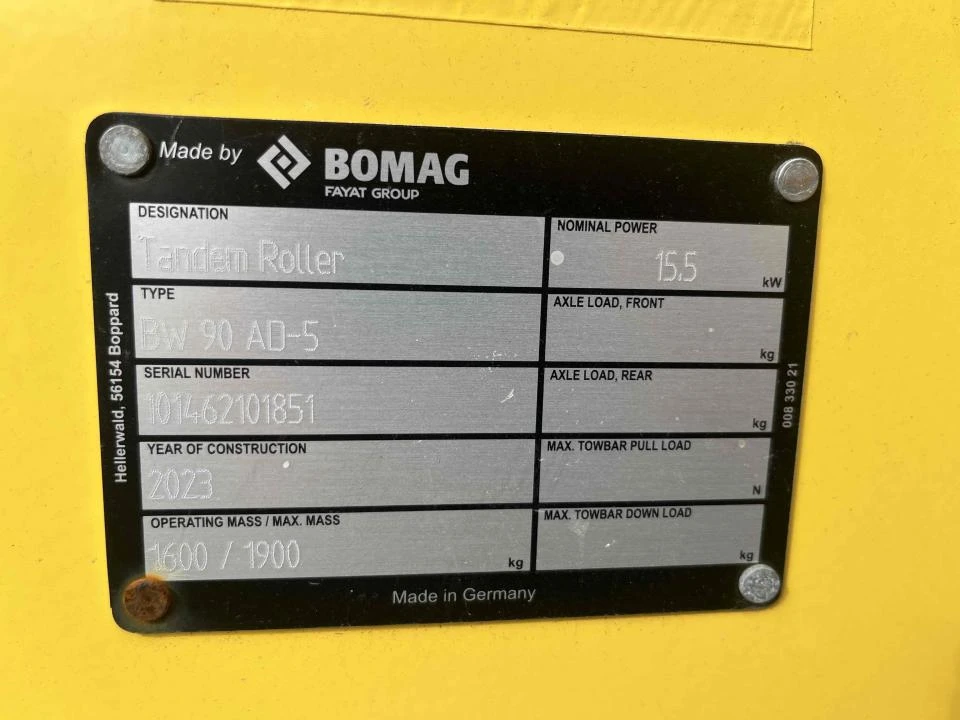 Made by BOMAG
FAYAT GROUP
DESIGNATION
Tandem Roller
NOMINAL POWER
15.5 kW
TYPE
BW 90 AD-5
AXLE LOAD, FRONT
kg
SERIAL NUMBER
101462101851
AXLE LOAD, REAR
kg
YEAR OF CONSTRUCTION
2023
MAX. TOWBAR PULL LOAD
N
OPERATING MASS / MAX. MASS
1600 / 1900 kg
MAX. TOWBAR DOWN LOAD
kg
Made in Germany
Hellerwald, 56154 Boppard
008 330 21